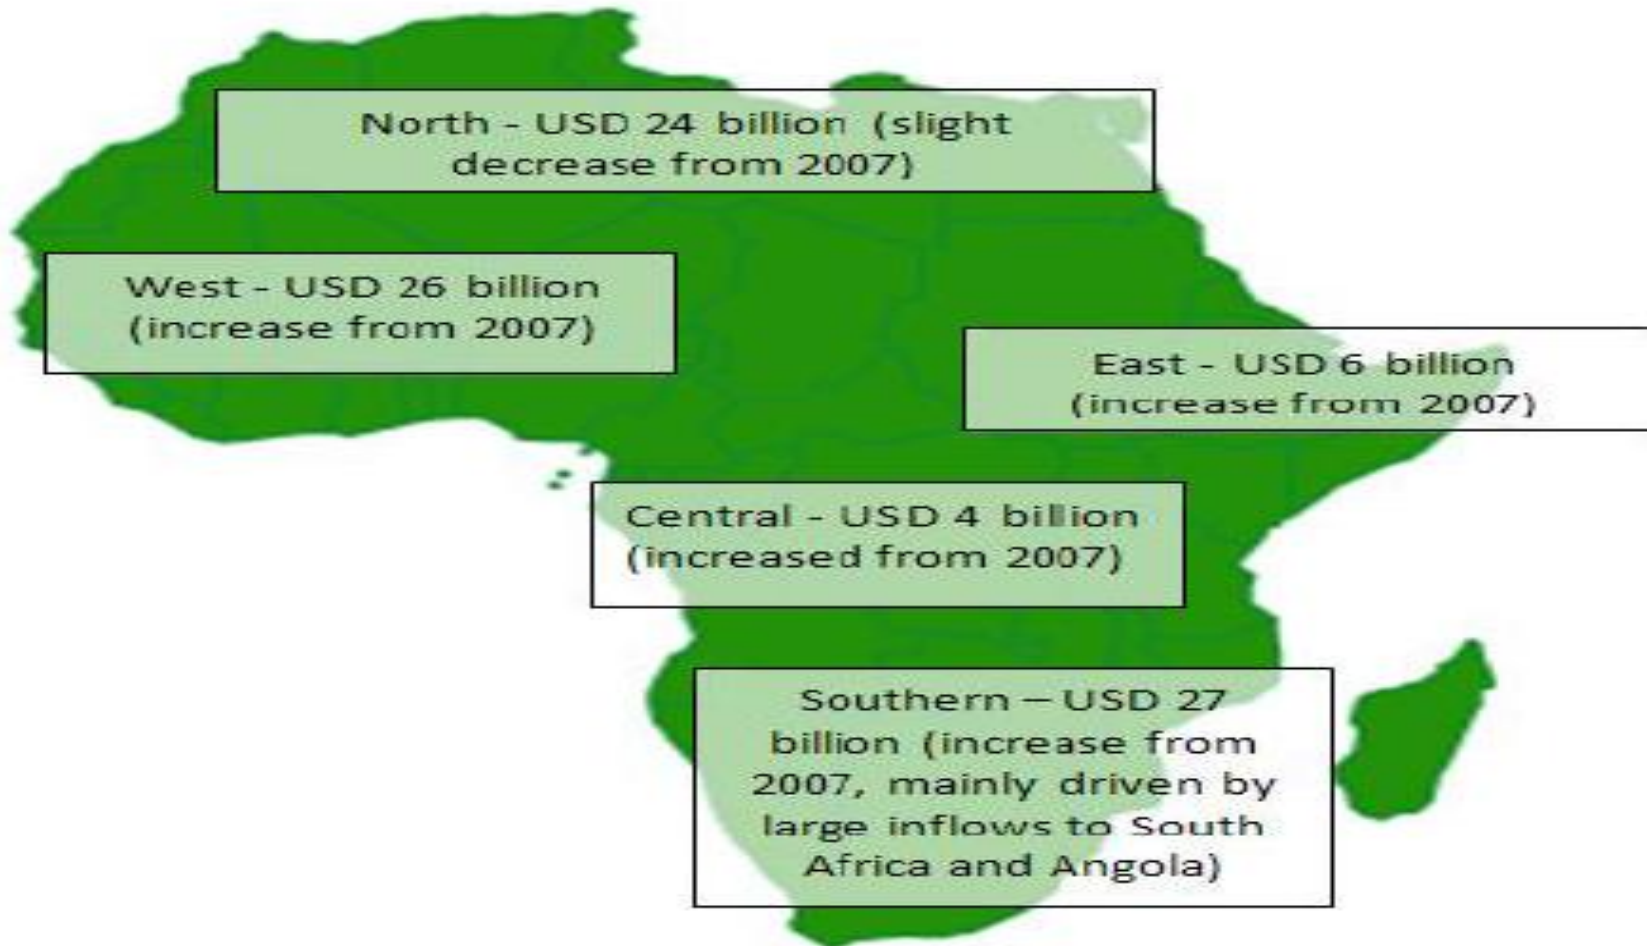 North - USD 24 billion (slight
decrease from 2007)
West - USD 26 billion
(increase from 2007)
East - USD 6 billion
(increase from 2007)
Central - USD 4 billion
(increased from 2007)
Southern – USD 27
billion (increase from
2007, mainly driven by
large inflows to South
Africa and Angola)